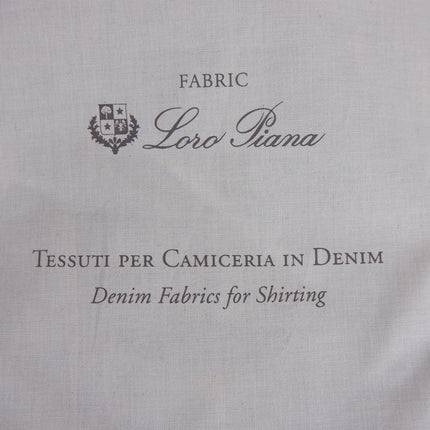 FABRIC
Loro Piana
TESSUTI PER CAMICERIA IN DENIM
Denim Fabrics for Shirting